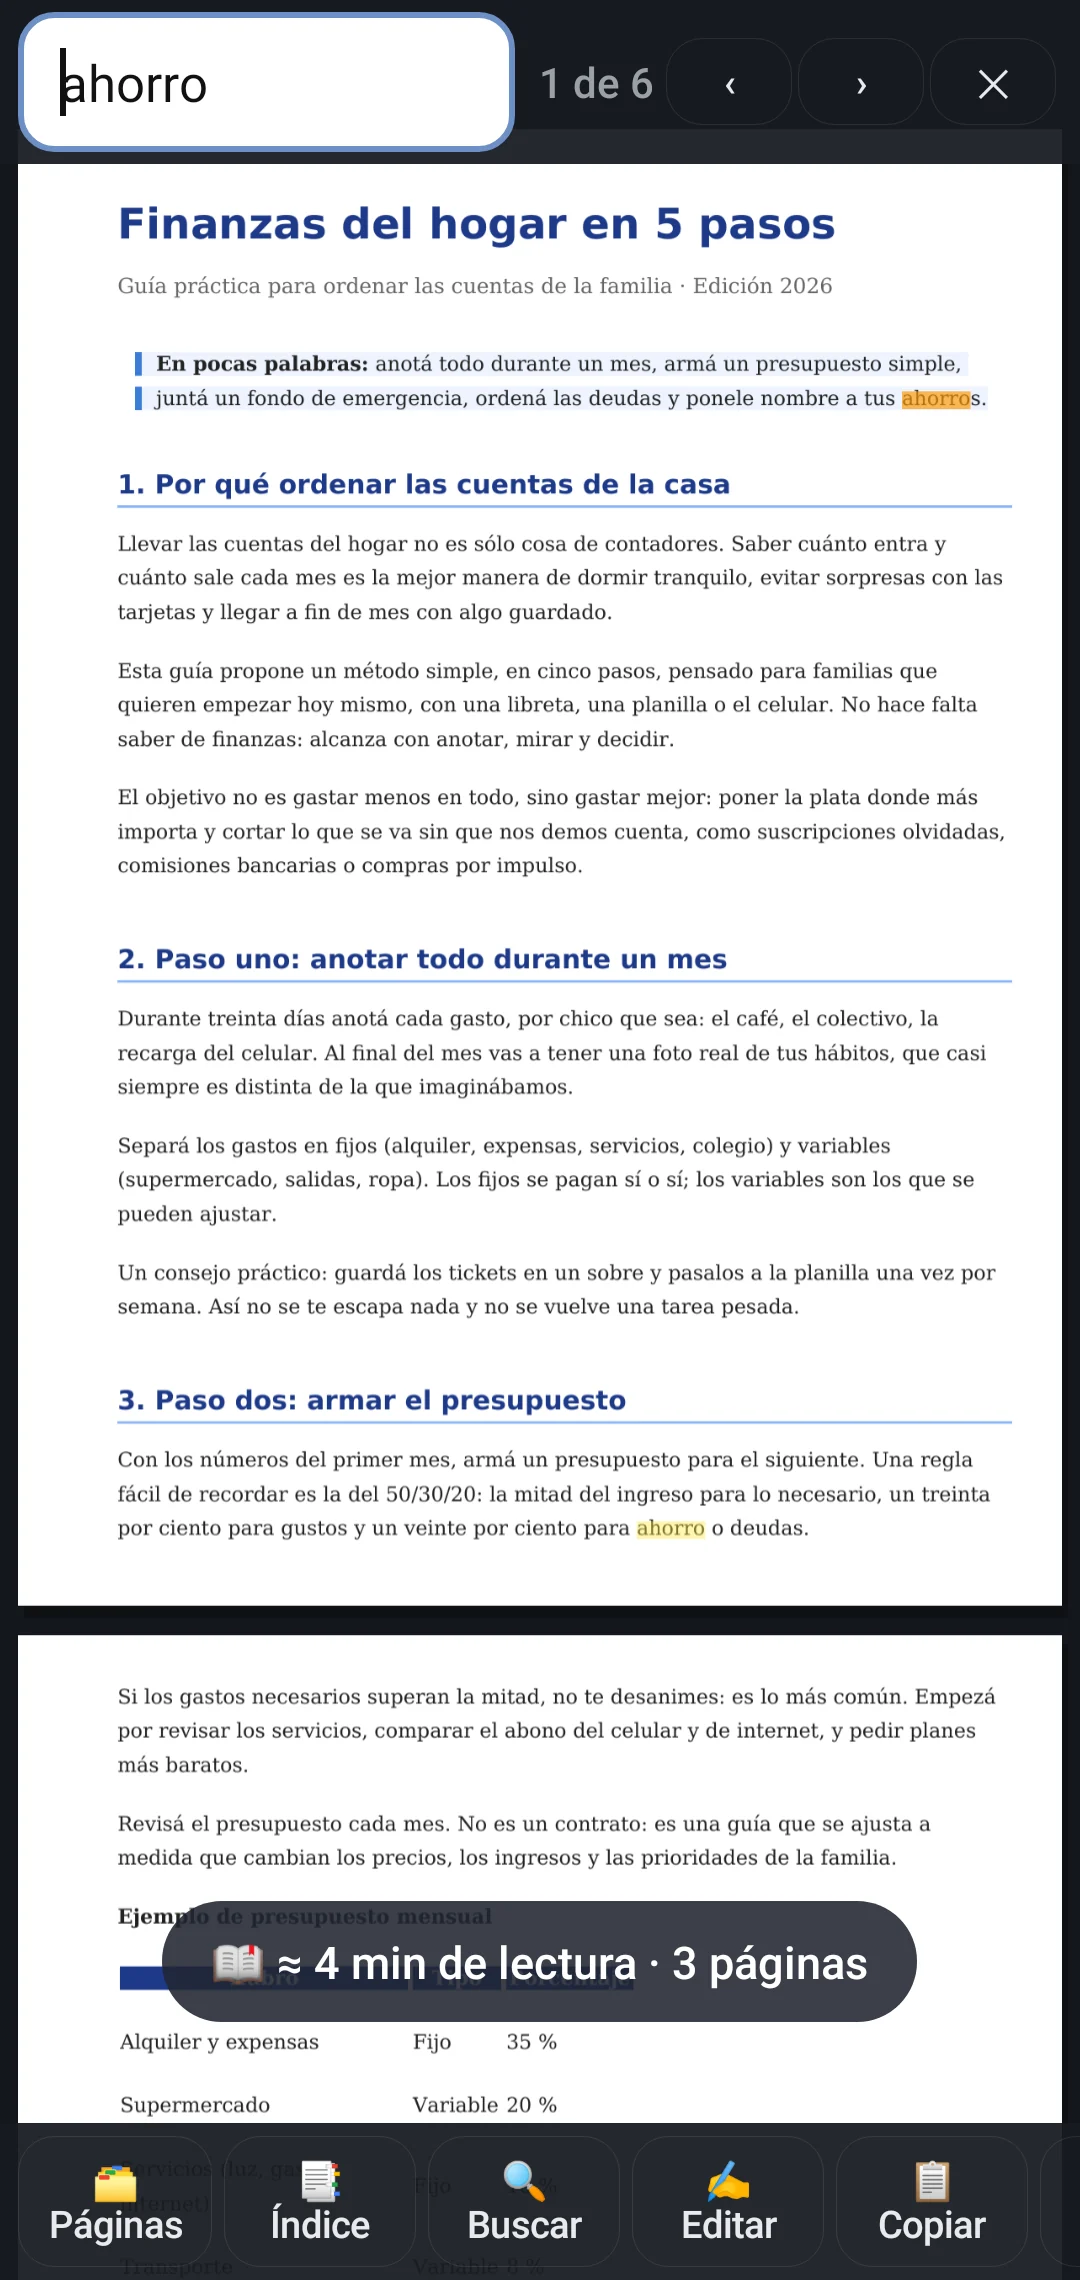 ahorro
1 de 6
Finanzas del hogar en 5 pasos
Guía práctica para ordenar las cuentas de la familia · Edición 2026
En pocas palabras: anotá todo durante un mes, armá un presupuesto simple,
juntá un fondo de emergencia, ordená las deudas y ponele nombre a tus ahorros.
1. Por qué ordenar las cuentas de la casa
Llevar las cuentas del hogar no es sólo cosa de contadores. Saber cuánto entra y
cuánto sale cada mes es la mejor manera de dormir tranquilo, evitar sorpresas con las
tarjetas y llegar a fin de mes con algo guardado.
Esta guía propone un método simple, en cinco pasos, pensado para familias que
quieren empezar hoy mismo, con una libreta, una planilla o el celular. No hace falta
saber de finanzas: alcanza con anotar, mirar y decidir.
El objetivo no es gastar menos en todo, sino gastar mejor: poner la plata donde más
importa y cortar lo que se va sin que nos demos cuenta, como suscripciones olvidadas,
comisiones bancarias o compras por impulso.
2. Paso uno: anotar todo durante un mes
Durante treinta días anotá cada gasto, por chico que sea: el café, el colectivo, la
recarga del celular. Al final del mes vas a tener una foto real de tus hábitos, que casi
siempre es distinta de la que imaginábamos.
Separá los gastos en fijos (alquiler, expensas, servicios, colegio) y variables
(supermercado, salidas, ropa). Los fijos se pagan sí o sí; los variables son los que se
pueden ajustar.
Un consejo práctico: guardá los tickets en un sobre y pasalos a la planilla una vez por
semana. Así no se te escapa nada y no se vuelve una tarea pesada.
3. Paso dos: armar el presupuesto
Con los números del primer mes, armá un presupuesto para el siguiente. Una regla
fácil de recordar es la del 50/30/20: la mitad del ingreso para lo necesario, un treinta
por ciento para gustos y un veinte por ciento para ahorro o deudas.
Si los gastos necesarios superan la mitad, no te desanimes: es lo más común. Empezá
por revisar los servicios, comparar el abono del celular y de internet, y pedir planes
más baratos.
Revisá el presupuesto cada mes. No es un contrato: es una guía que se ajusta a
medida que cambian los precios, los ingresos y las prioridades de la familia.
Ejemplo de presupuesto mensual
≈ 4 min de lectura · 3 páginas
Alquiler y expensas Fijo 35 %
Supermercado Variable 20 %
Servicios (luz,
internet) Fijo
Transporte Variable 8 %
Páginas Índice Buscar Editar Copiar